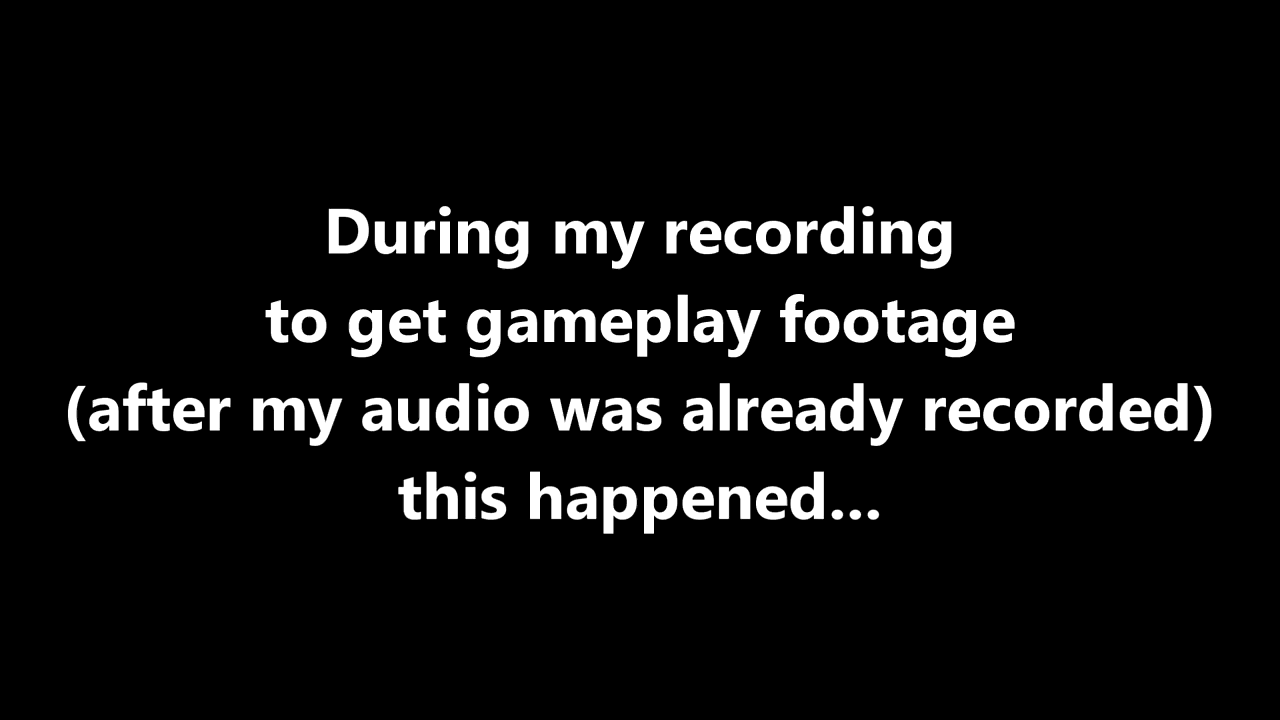 During my recording
to get gameplay footage
(after my audio was already recorded)
this happened...